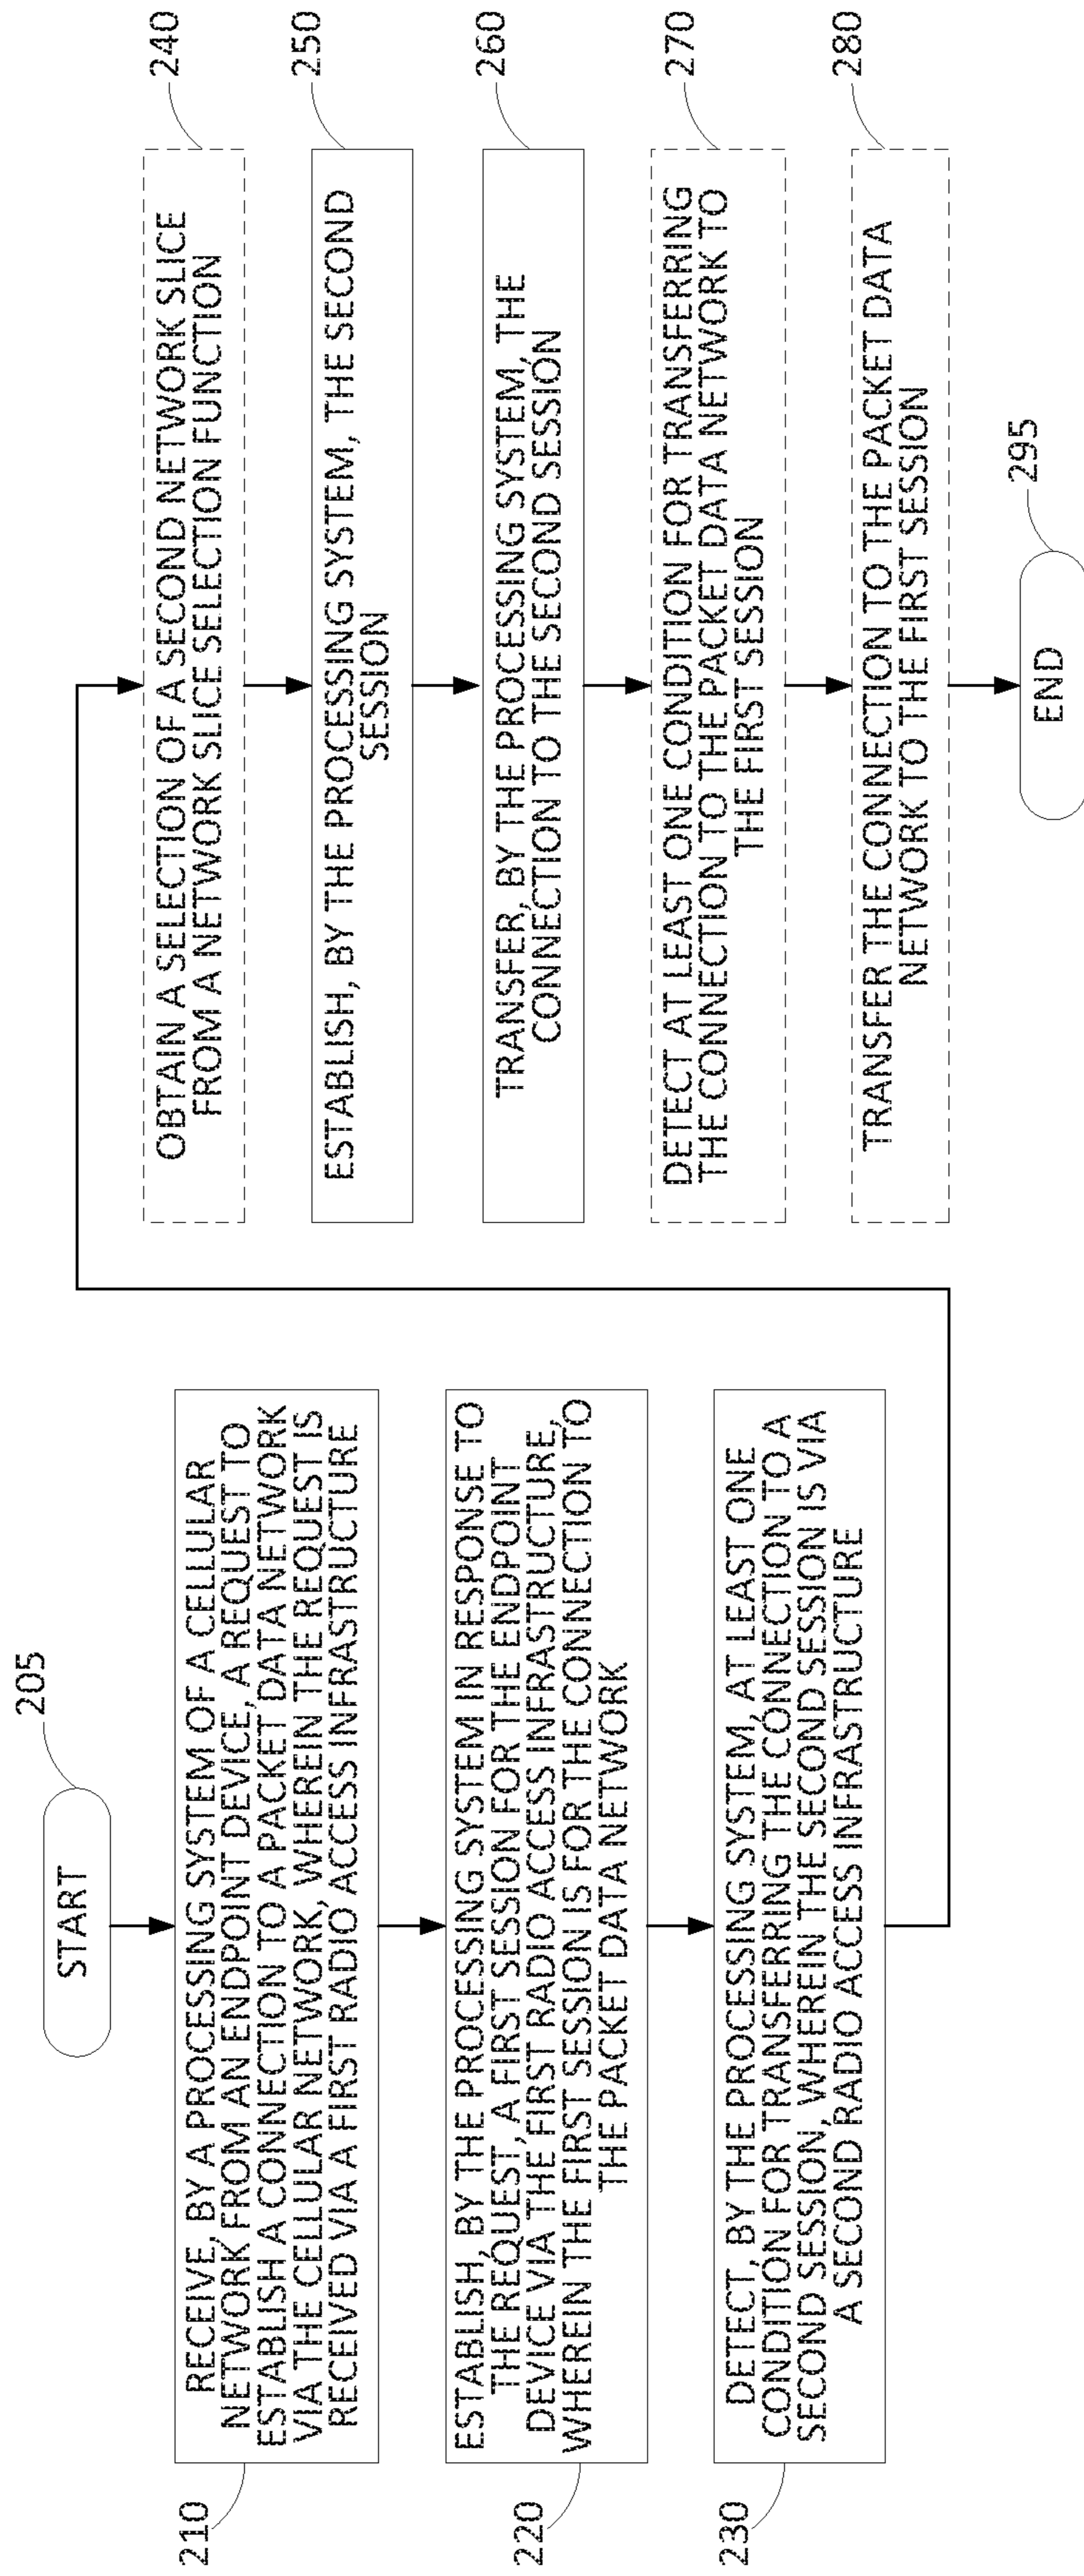 205
START
210
RECEIVE, BY A PROCESSING SYSTEM OF A CELLULAR
NETWORK FROM AN ENDPOINT DEVICE, A REQUEST TO
ESTABLISH A CONNECTION TO A PACKET DATA NETWORK
VIA THE CELLULAR NETWORK, WHEREIN THE REQUEST IS
RECEIVED VIA A FIRST RADIO ACCESS INFRASTRUCTURE
220
ESTABLISH, BY THE PROCESSING SYSTEM IN RESPONSE TO
THE REQUEST, A FIRST SESSION FOR THE ENDPOINT
DEVICE VIA THE FIRST RADIO ACCESS INFRASTRUCTURE,
WHEREIN THE FIRST SESSION IS FOR THE CONNECTION TO
THE PACKET DATA NETWORK
230
DETECT, BY THE PROCESSING SYSTEM, AT LEAST ONE
CONDITION FOR TRANSFERRING THE CONNECTION TO A
SECOND SESSION, WHEREIN THE SECOND SESSION IS VIA
A SECOND RADIO ACCESS INFRASTRUCTURE
240
OBTAIN A SELECTION OF A SECOND NETWORK SLICE
FROM A NETWORK SLICE SELECTION FUNCTION
250
ESTABLISH, BY THE PROCESSING SYSTEM, THE SECOND
SESSION
260
TRANSFER, BY THE PROCESSING SYSTEM, THE
CONNECTION TO THE SECOND SESSION
270
DETECT AT LEAST ONE CONDITION FOR TRANSFERRING
THE CONNECTION TO THE PACKET DATA NETWORK TO
THE FIRST SESSION
280
TRANSFER THE CONNECTION TO THE PACKET DATA
NETWORK TO THE FIRST SESSION
295
END